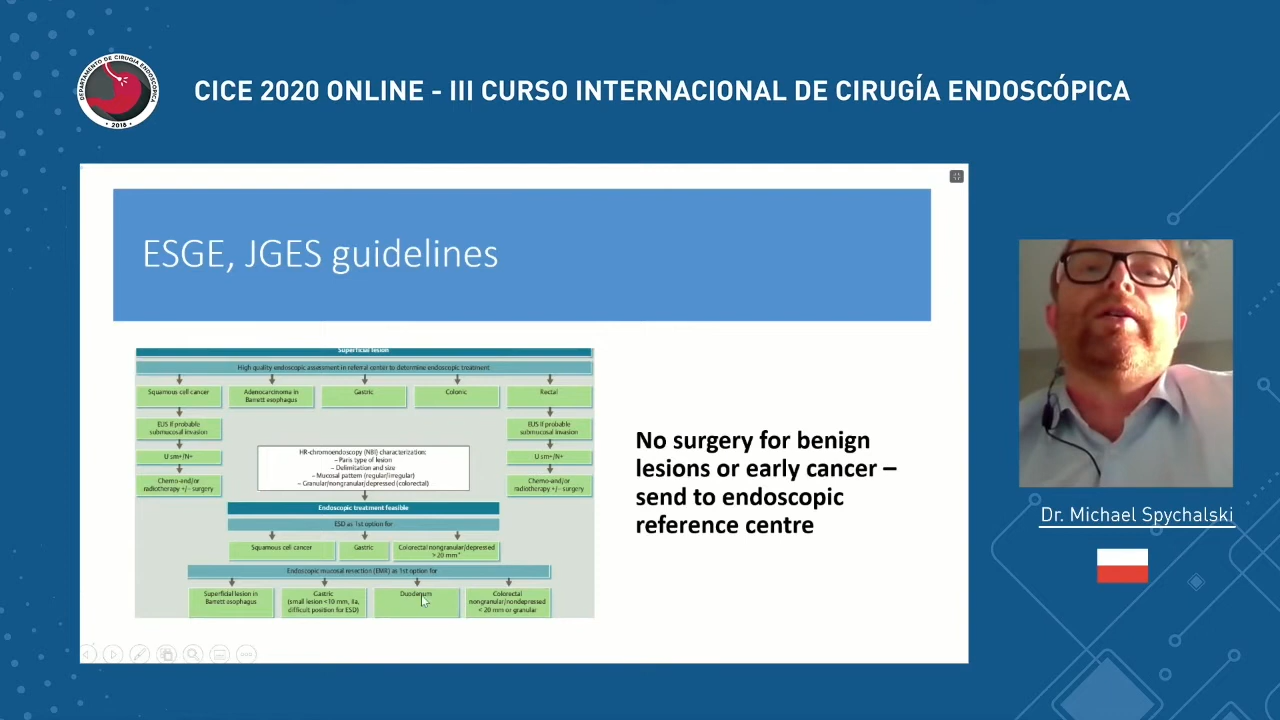 DEPARTAMENTO DE CIRUGÍA ENDOSCÓPICA
• 2018 •
CICE 2020 ONLINE - III CURSO INTERNACIONAL DE CIRUGÍA ENDOSCÓPICA
ESGE, JGES guidelines
Superficial lesion
High quality endoscopic assessment in referral center to determine endoscopic treatment
Squamous cell cancer
Adenocarcinoma in
Barrett esophagus
Gastric
Colonic
Rectal
EUS if probable
submucosal invasion
EUS if probable
submucosal invasion
U sm+/N+
U sm+/N+
Chemo-and/or
radiotherapy +/- surgery
Chemo-and/or
radiotherapy +/- surgery
HR-chromoendoscopy (NBI) characterization:
– Paris type of lesion
– Delimitation and size
– Mucosal pattern (regular/irregular)
– Granular/nongranular/depressed (colorectal)
Endoscopic treatment feasible
ESD as 1st option for
Squamous cell cancer
Gastric
Colorectal nongranular/depressed
> 20 mm*
Endoscopic mucosal resection (EMR) as 1st option for
Superficial lesion in
Barrett esophagus
Gastric
(small lesion <10 mm, IIa,
difficult position for ESD)
Duodenum
Colorectal
nongranular/nondepressed
< 20 mm or granular
No surgery for benign
lesions or early cancer –
send to endoscopic
reference centre
Dr. Michael Spychalski